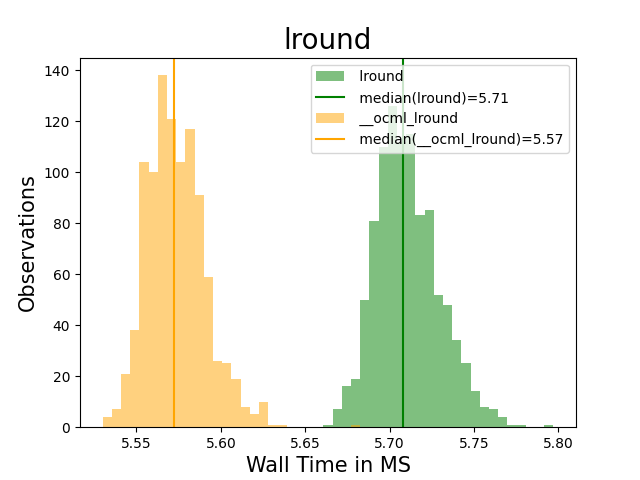 lround
140
120
100
80
60
40
20
0
Observations
lround
median(lround)=5.71
__ocml_lround
median(__ocml_lround)=5.57
5.55 5.60 5.65 5.70 5.75 5.80
Wall Time in MS